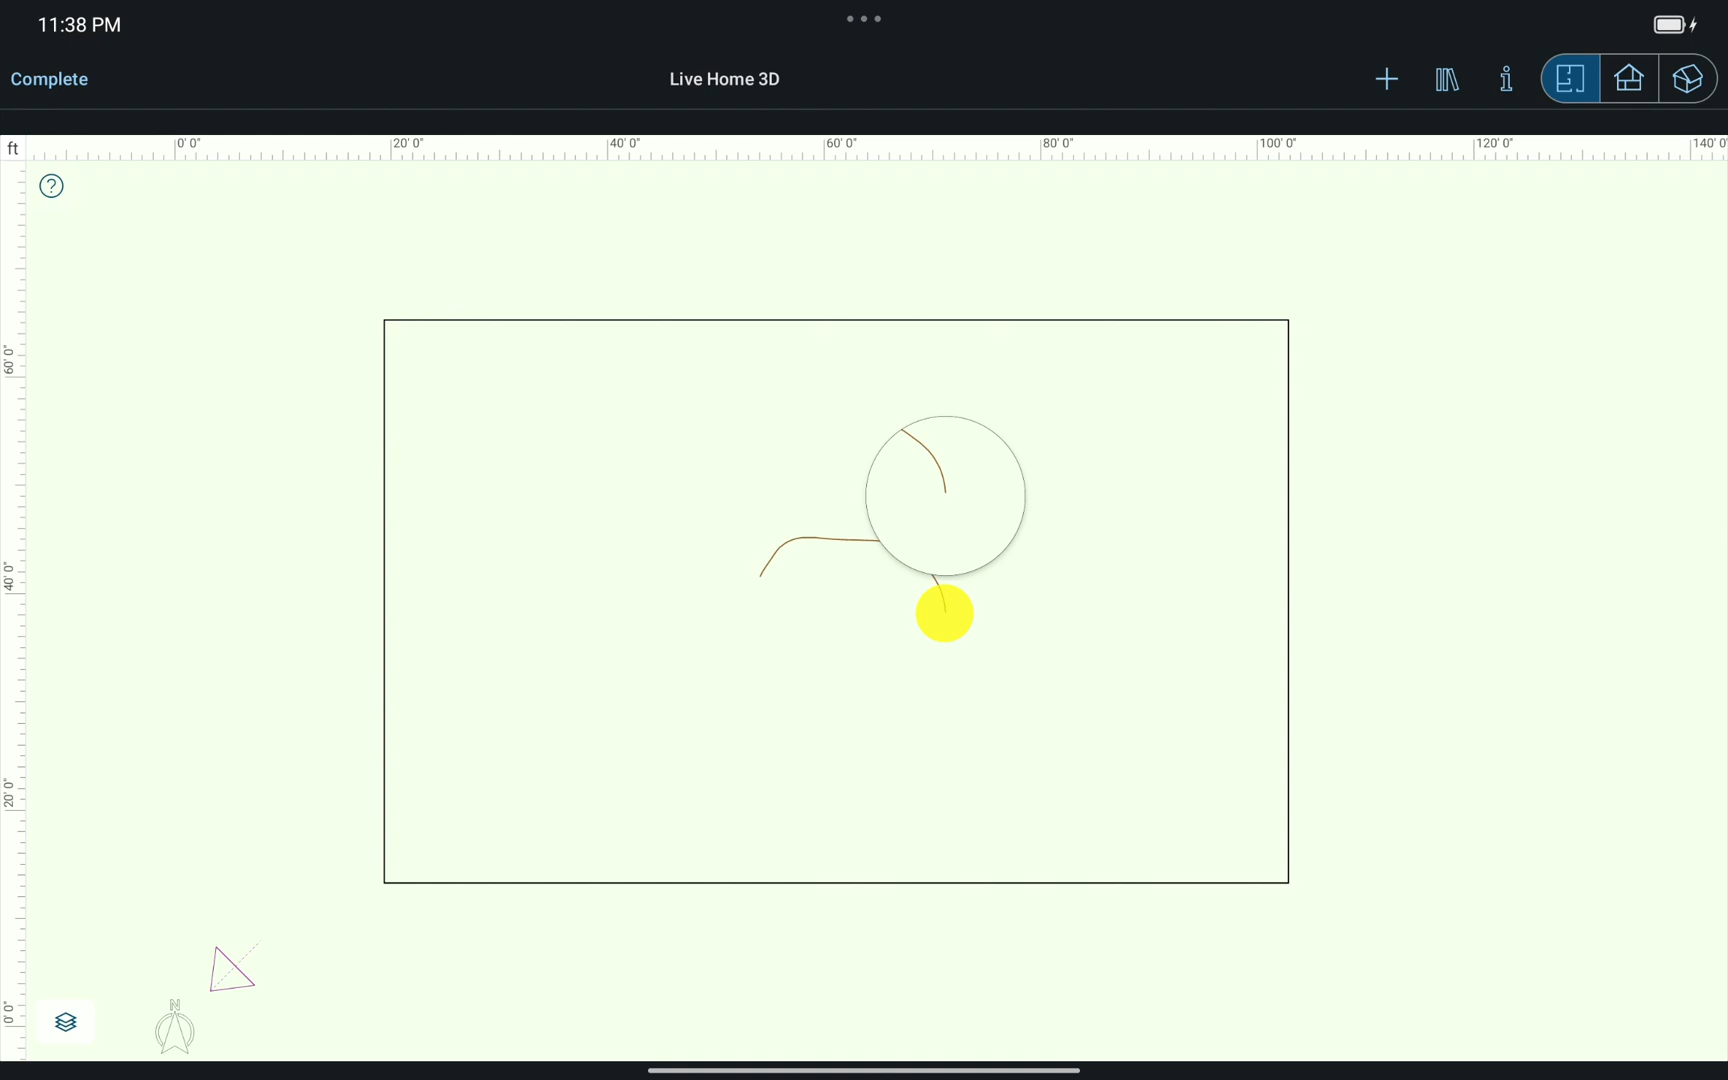 11:38 PM
Complete
Live Home 3D
ft
0' 0"
20' 0"
40' 0"
60' 0"
80' 0"
100' 0"
120' 0"
140' 0
?
60' 0"
40' 0"
20' 0"
0' 0"
N